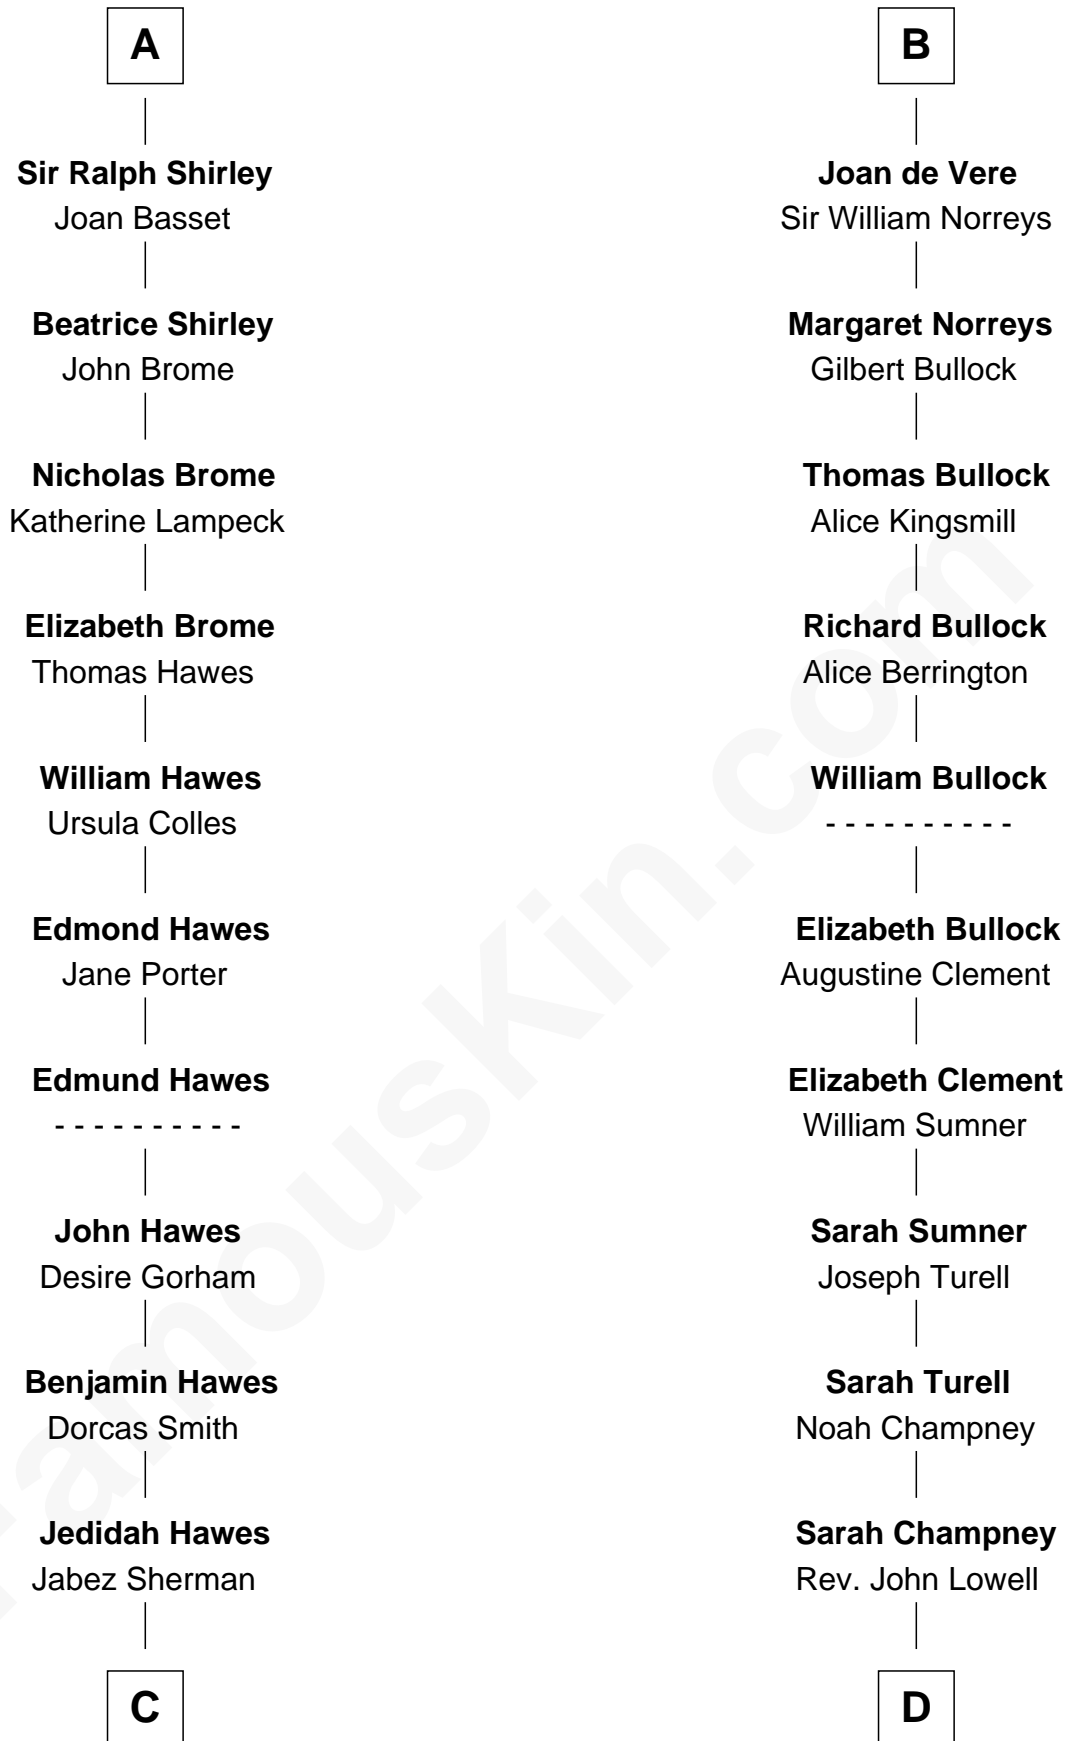 A
Sir Ralph Shirley
Joan Basset
Beatrice Shirley
John Brome
Nicholas Brome
Katherine Lampeck
Elizabeth Brome
Thomas Hawes
William Hawes
Ursula Colles
Edmond Hawes
Jane Porter
Edmund Hawes
- - - - - - - - - -
John Hawes
Desire Gorham
Benjamin Hawes
Dorcas Smith
Jedidah Hawes
Jabez Sherman
C
B
Joan de Vere
Sir William Norreys
Margaret Norreys
Gilbert Bullock
Thomas Bullock
Alice Kingsmill
Richard Bullock
Alice Berrington
William Bullock
- - - - - - - - - -
Elizabeth Bullock
Augustine Clement
Elizabeth Clement
William Sumner
Sarah Sumner
Joseph Turell
Sarah Turell
Noah Champney
Sarah Champney
Rev. John Lowell
D
FamousKin.com